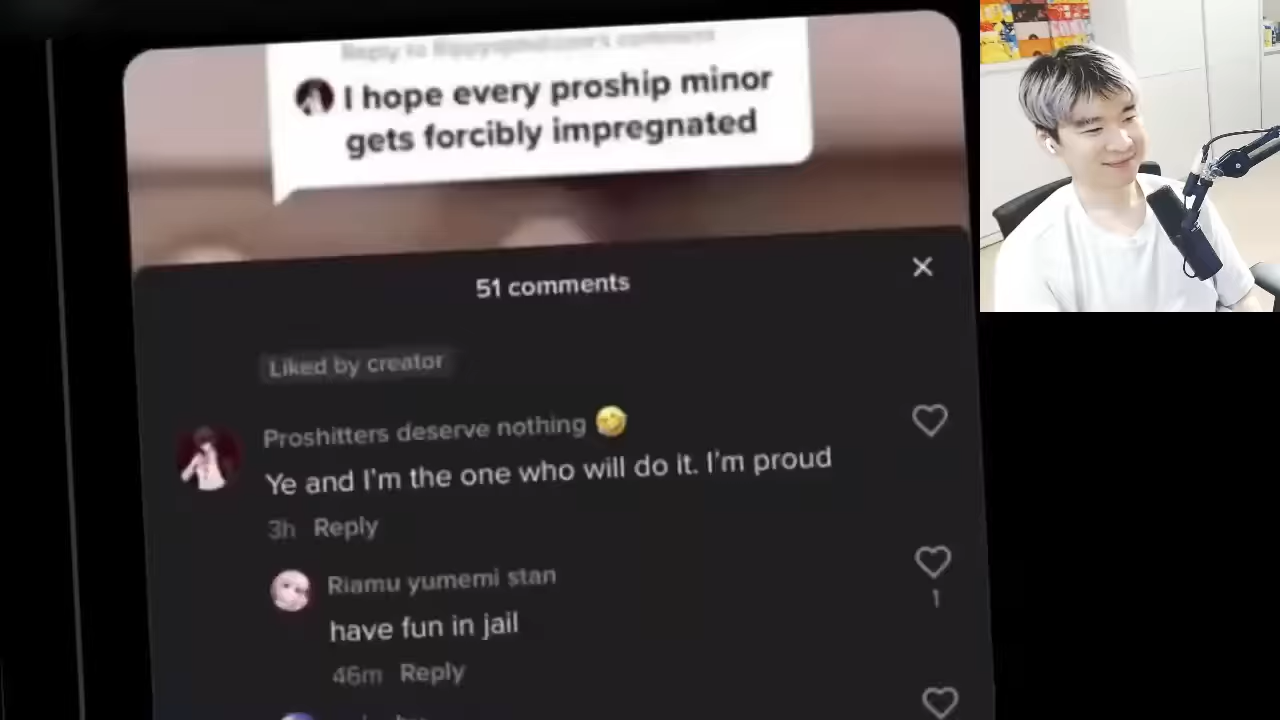 I hope every proship minor
gets forcibly impregnated
51 comments
Liked by creator
Proshitters deserve nothing 🤣
Ye and I'm the one who will do it. I'm proud
3h Reply
Riamu yumemi stan
have fun in jail
1
46m Reply